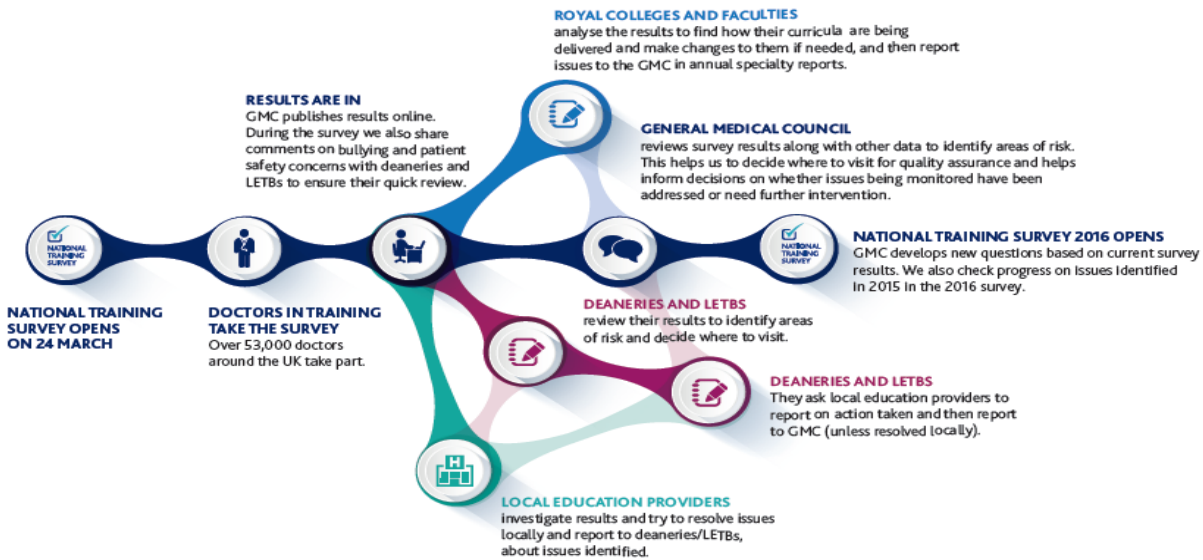 ROYAL COLLEGES AND FACULTIES
analyse the results to find how their curricula are being
delivered and make changes to them if needed, and then report
issues to the GMC in annual specialty reports.
RESULTS ARE IN
GMC publishes results online.
During the survey we also share
comments on bullying and patient
safety concerns with deaneries and
LETBs to ensure their quick review.
GENERAL MEDICAL COUNCIL
reviews survey results along with other data to identify areas of risk.
This helps us to decide where to visit for quality assurance and helps
inform decisions on whether issues being monitored have been
addressed or need further intervention.
NATIONAL
TRAINING
SURVEY
NATIONAL
TRAINING
SURVEY
NATIONAL TRAINING SURVEY 2016 OPENS
GMC develops new questions based on current survey
results. We also check progress on issues identified
in 2015 in the 2016 survey.
NATIONAL TRAINING
SURVEY OPENS
ON 24 MARCH
DOCTORS IN TRAINING
TAKE THE SURVEY
Over 53,000 doctors
around the UK take part.
DEANERIES AND LETBS
review their results to identify areas
of risk and decide where to visit.
DEANERIES AND LETBS
They ask local education providers to
report on action taken and then report
to GMC (unless resolved locally).
H
LOCAL EDUCATION PROVIDERS
investigate results and try to resolve issues
locally and report to deaneries/LETBs,
about issues identified.